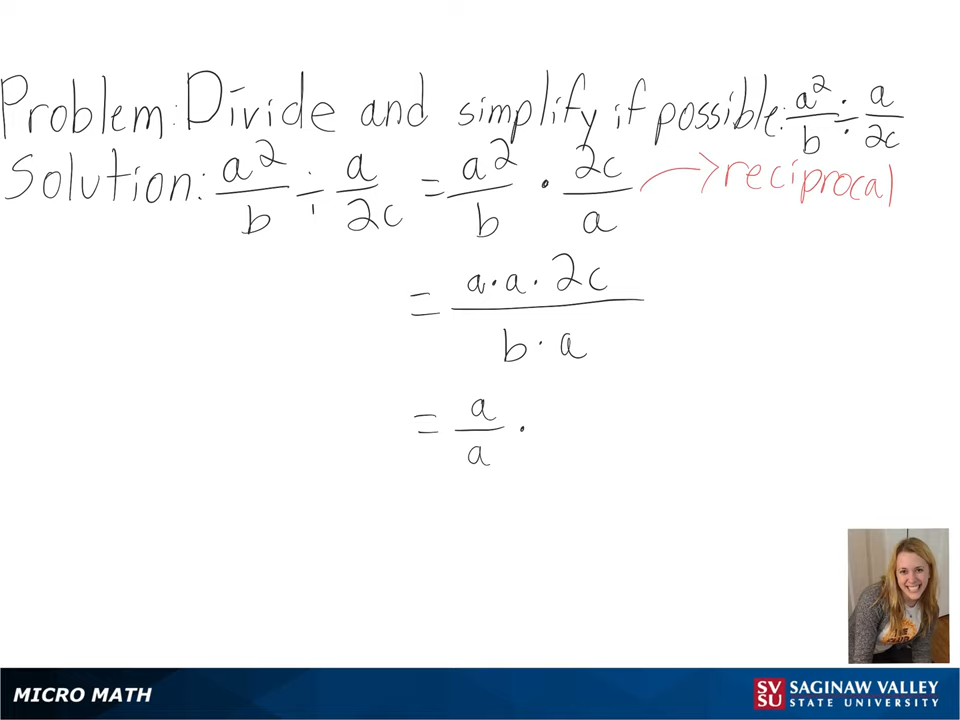 Problem: Divide and simplify if possible: a²/b ÷ a/2c
Solution: a²/b ÷ a/2c = a²/b · 2c/a → reciprocal
= a·a·2c / b·a
= a/a ·
MICRO MATH
SVSU SAGINAW VALLEY STATE UNIVERSITY